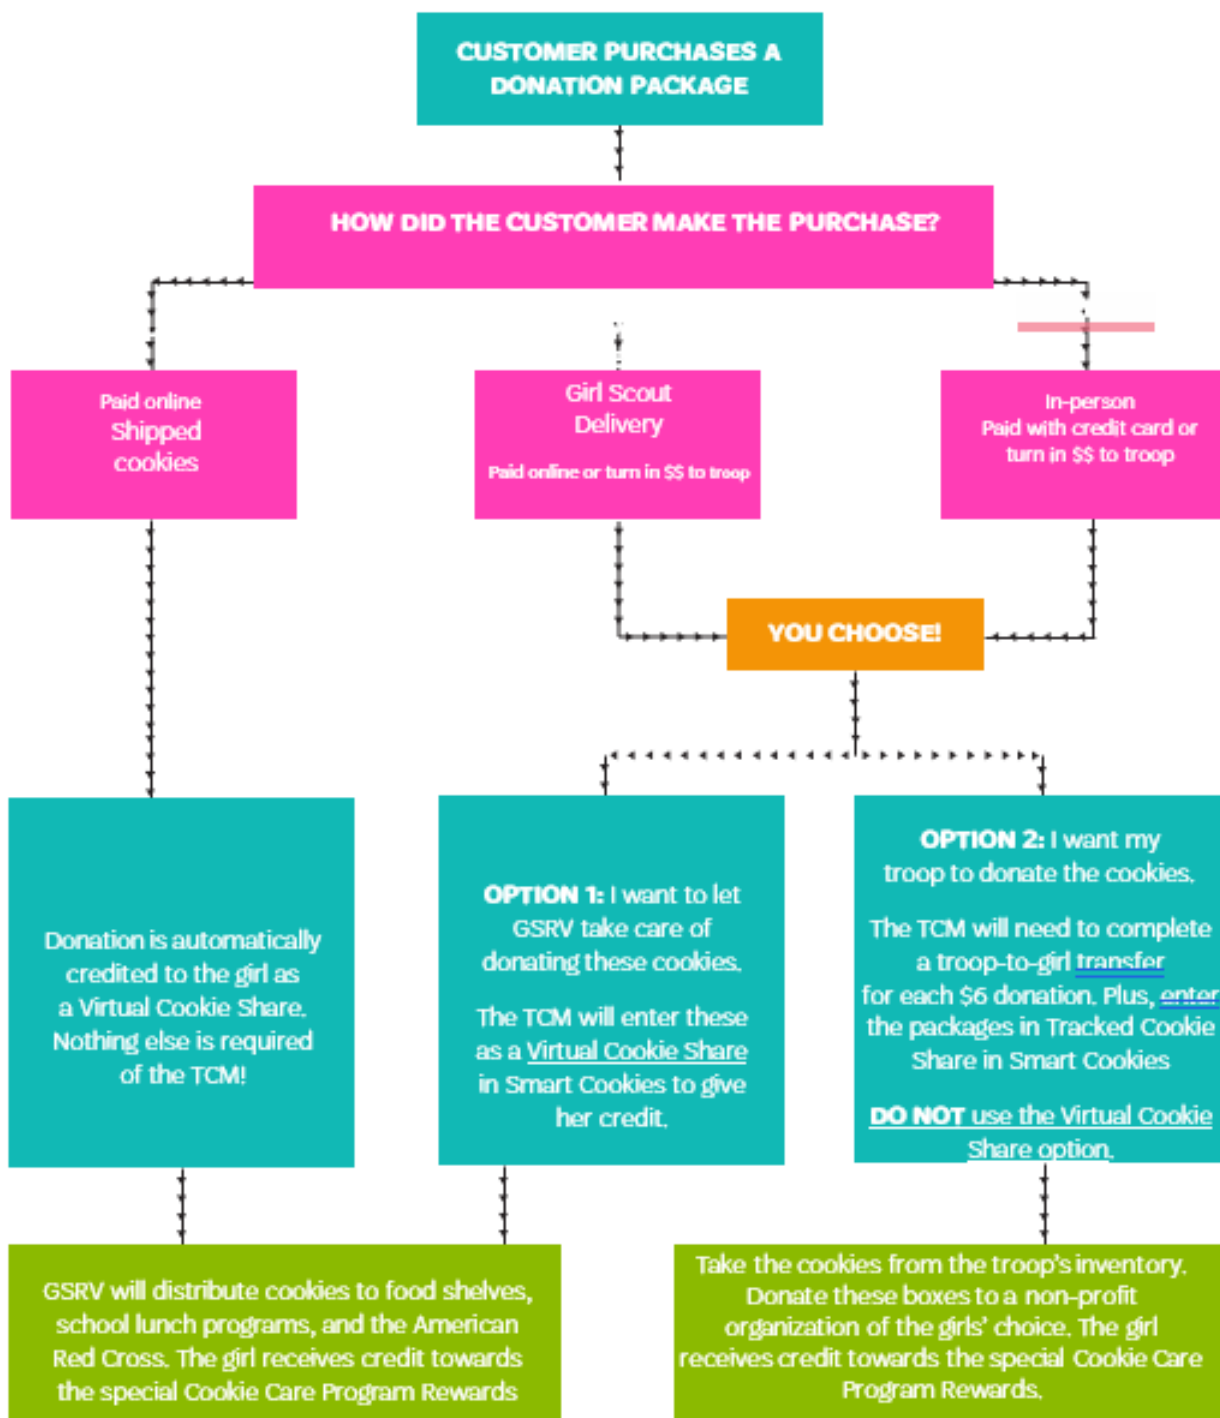 CUSTOMER PURCHASES A
DONATION PACKAGE
HOW DID THE CUSTOMER MAKE THE PURCHASE?
Paid online
Shipped
cookies
Girl Scout
Delivery
Paid online or turn in $$ to troop
In-person
Paid with credit card or
turn in $$ to troop
YOU CHOOSE!
Donation is automatically
credited to the girl as
a Virtual Cookie Share.
Nothing else is required
of the TCM!
OPTION 1: I want to let
GSRV take care of
donating these cookies.
The TCM will enter these
as a Virtual Cookie Share
in Smart Cookies to give
her credit.
OPTION 2: I want my
troop to donate the cookies.
The TCM will need to complete
a troop-to-girl transfer
for each $6 donation. Plus, enter
the packages in Tracked Cookie
Share in Smart Cookies
DO NOT use the Virtual Cookie
Share option.
GSRV will distribute cookies to food shelves,
school lunch programs, and the American
Red Cross. The girl receives credit towards
the special Cookie Care Program Rewards
Take the cookies from the troop's inventory.
Donate these boxes to a non-profit
organization of the girls' choice. The girl
receives credit towards the special Cookie Care
Program Rewards.